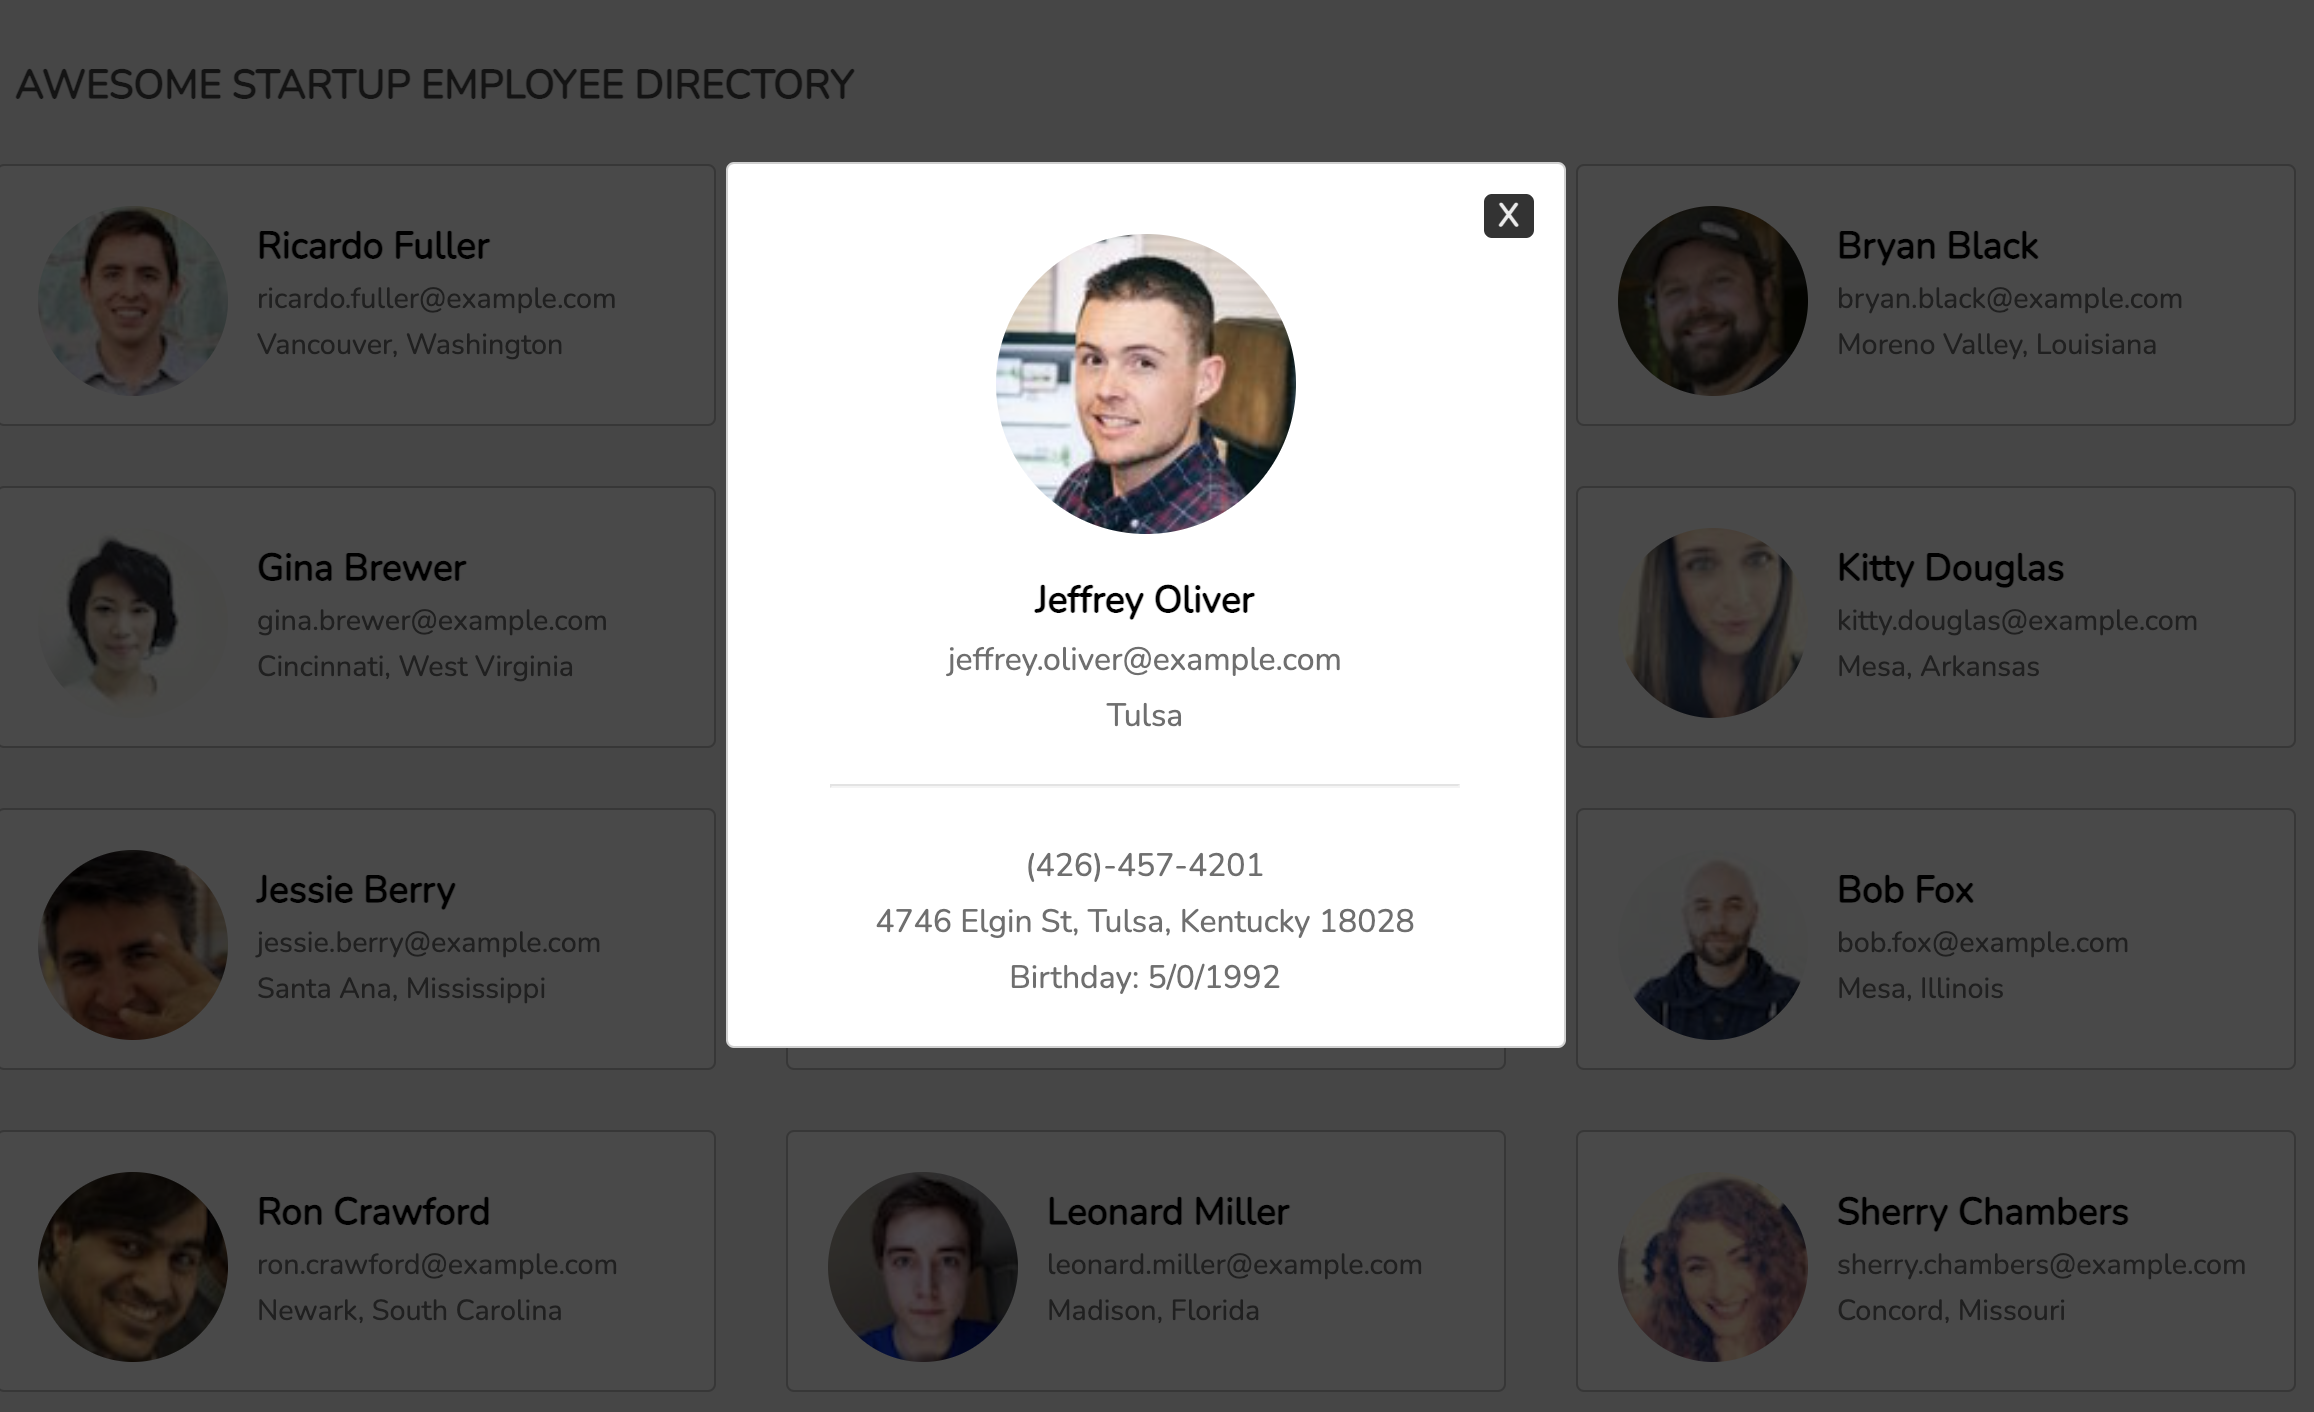 AWESOME STARTUP EMPLOYEE DIRECTORY
Ricardo Fuller
ricardo.fuller@example.com
Vancouver, Washington
X
Jeffrey Oliver
jeffrey.oliver@example.com
Tulsa
(426)-457-4201
4746 Elgin St, Tulsa, Kentucky 18028
Birthday: 5/0/1992
Bryan Black
bryan.black@example.com
Moreno Valley, Louisiana
Gina Brewer
gina.brewer@example.com
Cincinnati, West Virginia
Kitty Douglas
kitty.douglas@example.com
Mesa, Arkansas
Jessie Berry
jessie.berry@example.com
Santa Ana, Mississippi
Bob Fox
bob.fox@example.com
Mesa, Illinois
Ron Crawford
ron.crawford@example.com
Newark, South Carolina
Leonard Miller
leonard.miller@example.com
Madison, Florida
Sherry Chambers
sherry.chambers@example.com
Concord, Missouri